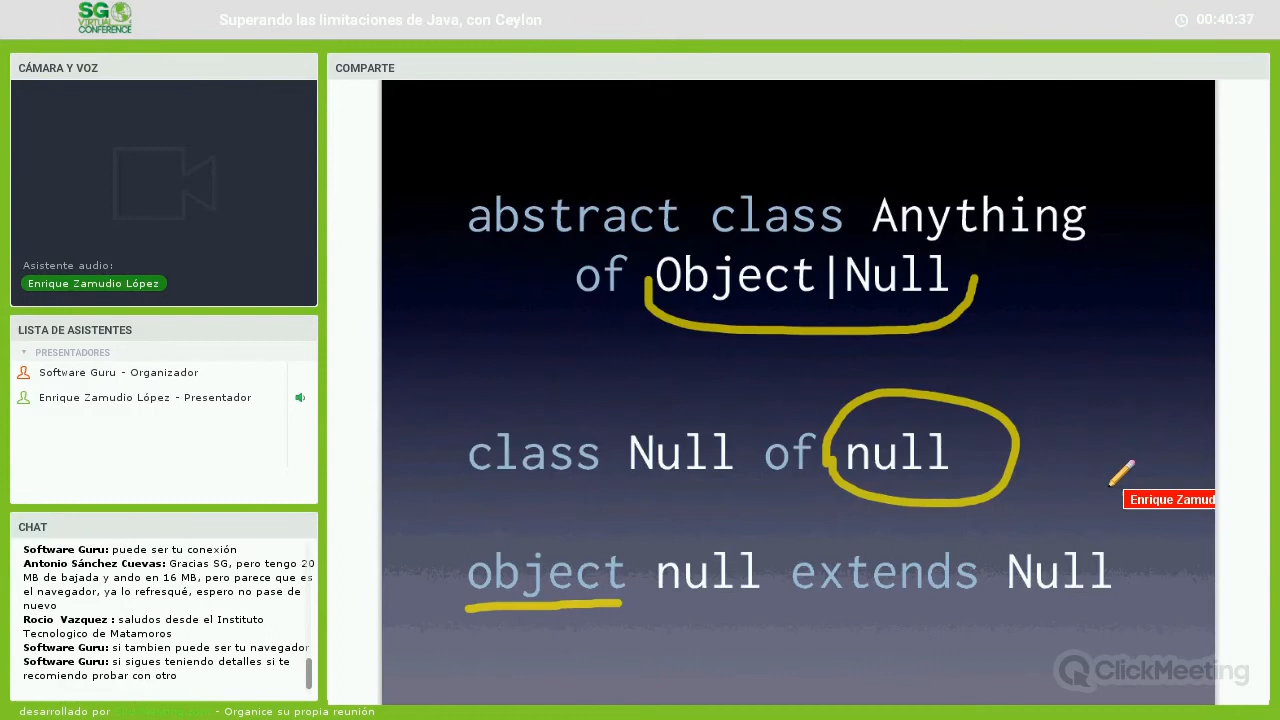 SG
VIRTUAL
CONFERENCE
Superando las limitaciones de Java, con Ceylon
00:40:37
CÁMARA Y VOZ
Asistente audio:
Enrique Zamudio López
LISTA DE ASISTENTES
PRESENTADORES
Software Guru - Organizador
Enrique Zamudio López - Presentador
CHAT
Software Guru: puede ser tu conexión
Antonio Sánchez Cuevas: Gracias SG, pero tengo 20
MB de bajada y ando en 16 MB, pero parece que es
el navegador, ya lo refresqué, espero no pase de
nuevo
Rocio Vazquez : saludos desde el Instituto
Tecnologico de Matamoros
Software Guru: si tambien puede ser tu navegador
Software Guru: si sigues teniendo detalles si te
recomiendo probar con otro
COMPARTE
abstract class Anything
of Object|Null
class Null of null
object null extends Null
Enrique Zamud
ClickMeeting
desarrollado por - Organice su propia reunión